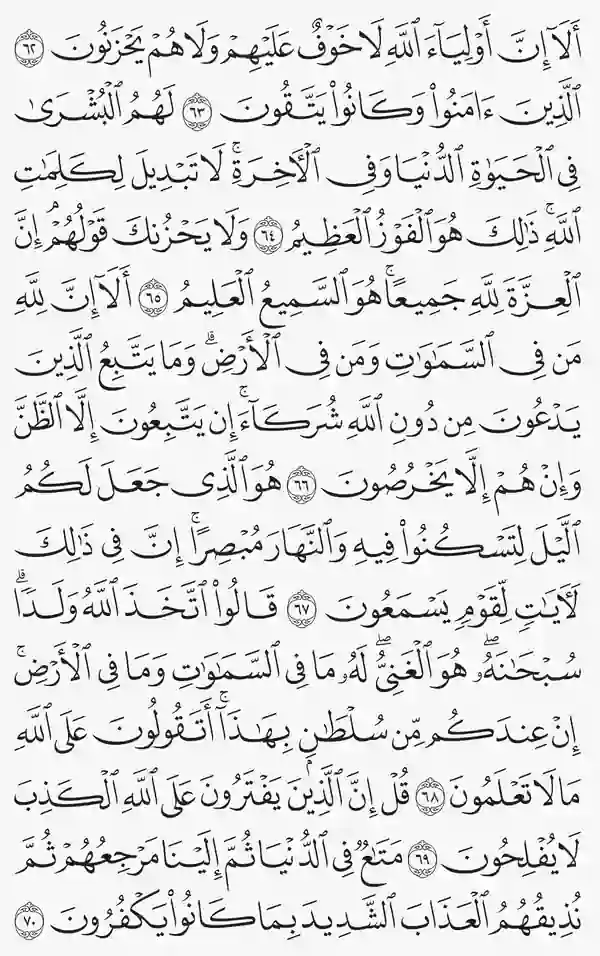 أَلَآ إِنَّ أَوْلِيَآءَ ٱللَّهِ لَا خَوْفٌ عَلَيْهِمْ وَلَا هُمْ يَحْزَنُونَ ٦٢
ٱلَّذِينَ ءَامَنُوا۟ وَكَانُوا۟ يَتَّقُونَ ٦٣ لَهُمُ ٱلْبُشْرَىٰ
فِى ٱلْحَيَوٰةِ ٱلدُّنْيَا وَفِى ٱلْأَخِرَةِ ۚ لَا تَبْدِيلَ لِكَلِمَٰتِ
ٱللَّهِ ۚ ذَٰلِكَ هُوَ ٱلْفَوْزُ ٱلْعَظِيمُ ٦٤ وَلَا يَحْزُنكَ قَوْلُهُمْ ۘ إِنَّ
ٱلْعِزَّةَ لِلَّهِ جَمِيعًا ۚ هُوَ ٱلسَّمِيعُ ٱلْعَلِيمُ ٦٥ أَلَآ إِنَّ لِلَّهِ
مَن فِى ٱلسَّمَٰوَٰتِ وَمَن فِى ٱلْأَرْضِ ۗ وَمَا يَتَّبِعُ ٱلَّذِينَ
يَدْعُونَ مِن دُونِ ٱللَّهِ شُرَكَآءَ ۚ إِن يَتَّبِعُونَ إِلَّا ٱلظَّنَّ
وَإِنْ هُمْ إِلَّا يَخْرُصُونَ ٦٦ هُوَ ٱلَّذِى جَعَلَ لَكُمُ
ٱلَّيْلَ لِتَسْكُنُوا۟ فِيهِ وَٱلنَّهَارَ مُبْصِرًا ۚ إِنَّ فِى ذَٰلِكَ
لَأَيَٰتٍ لِّقَوْمٍ يَسْمَعُونَ ٦٧ قَالُوا۟ ٱتَّخَذَ ٱللَّهُ وَلَدًا ۗ
سُبْحَٰنَهُۥ ۖ هُوَ ٱلْغَنِىُّ ۖ لَهُۥ مَا فِى ٱلسَّمَٰوَٰتِ وَمَا فِى ٱلْأَرْضِ ۚ
إِنْ عِندَكُم مِّن سُلْطَٰنٍۭ بِهَٰذَآ ۚ أَتَقُولُونَ عَلَى ٱللَّهِ
مَا لَا تَعْلَمُونَ ٦٨ قُلْ إِنَّ ٱلَّذِينَ يَفْتَرُونَ عَلَى ٱللَّهِ ٱلْكَذِبَ
لَا يُفْلِحُونَ ٦٩ مَتَٰعٌ فِى ٱلدُّنْيَا ثُمَّ إِلَيْنَا مَرْجِعُهُمْ ثُمَّ
نُذِيقُهُمُ ٱلْعَذَابَ ٱلشَّدِيدَ بِمَا كَانُوا۟ يَكْفُرُونَ ٧٠